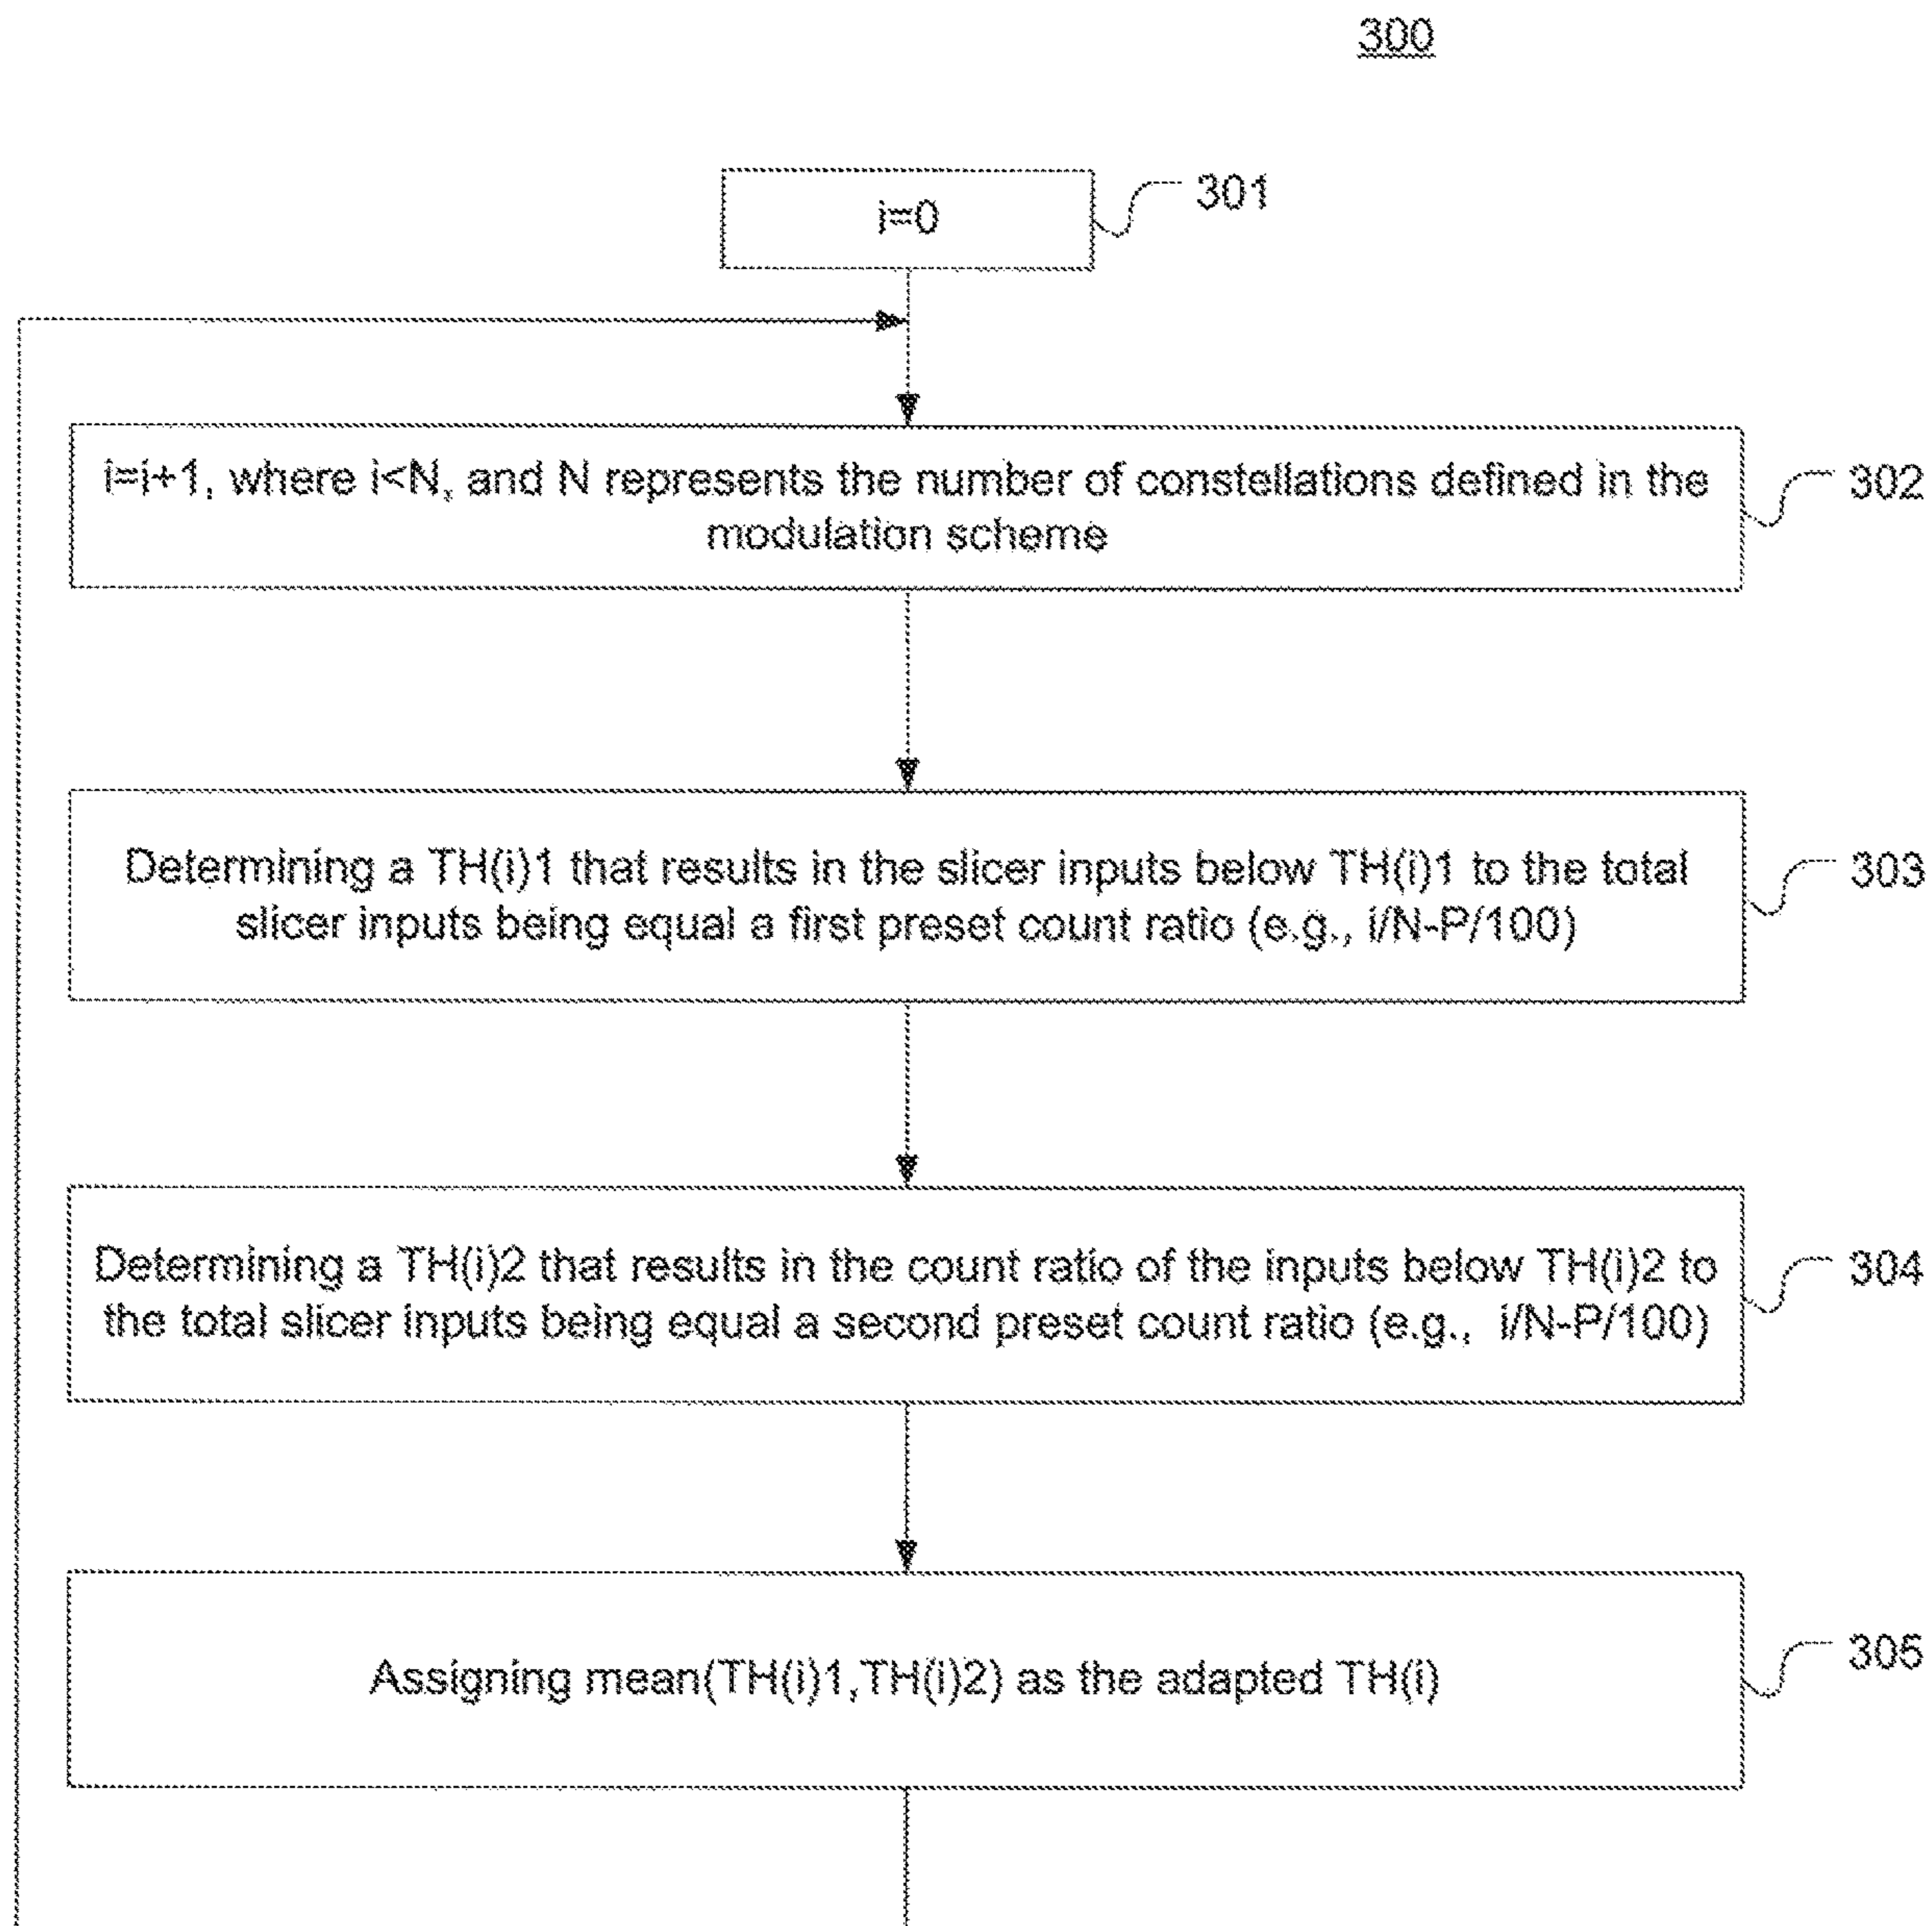 300
i=0
301
i=i+1, where i<N, and N represents the number of constellations defined in the
modulation scheme
302
Determining a TH(i)1 that results in the slicer inputs below TH(i)1 to the total
slicer inputs being equal a first preset count ratio (e.g., i/N-P/100)
303
Determining a TH(i)2 that results in the count ratio of the inputs below TH(i)2 to
the total slicer inputs being equal a second preset count ratio (e.g., i/N-P/100)
304
Assigning mean(TH(i)1,TH(i)2) as the adapted TH(i)
305